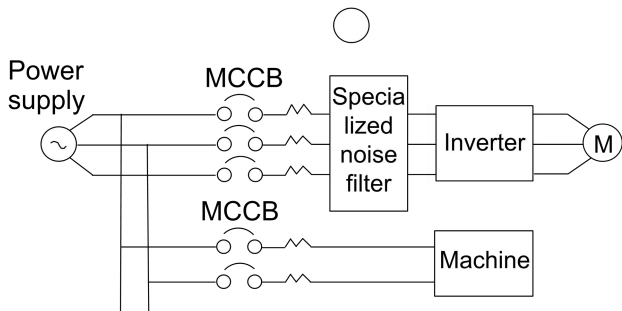 Power
supply
MCCB
Specia
lized
noise
filter
Inverter
M
MCCB
Machine